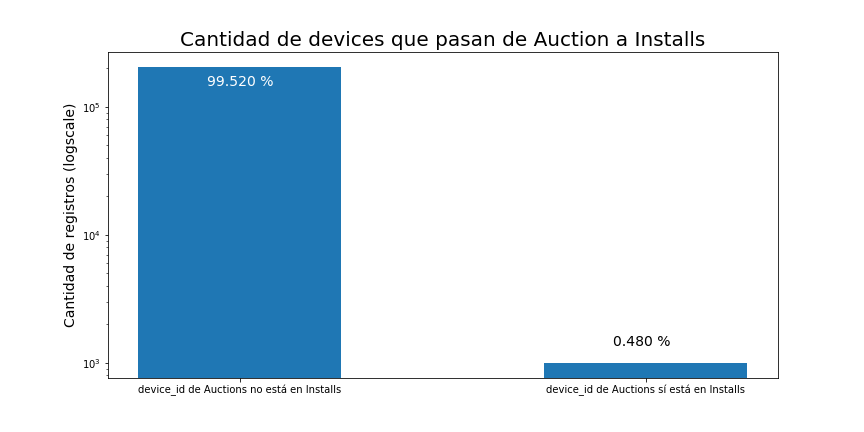 Cantidad de devices que pasan de Auction a Installs
Cantidad de registros (logscale)
10⁵
10⁴
10³
99.520 %
0.480 %
device_id de Auctions no está en Installs
device_id de Auctions sí está en Installs